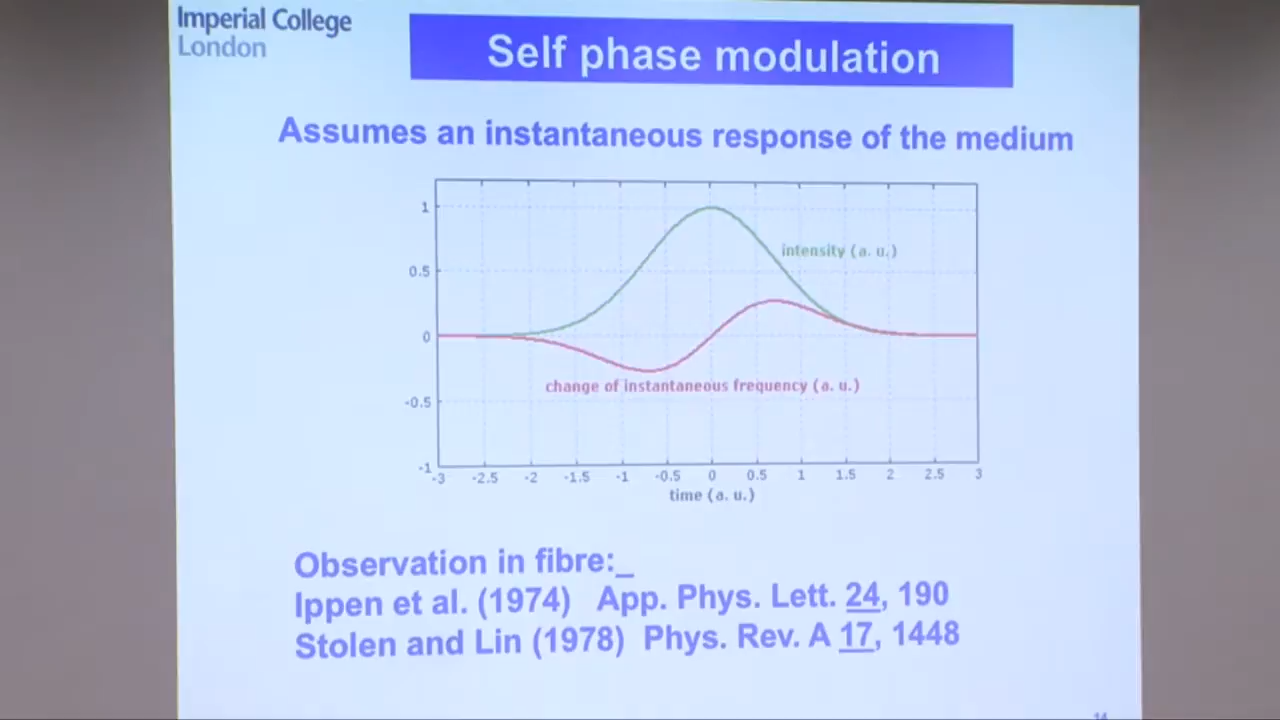 Imperial College
London
Self phase modulation
Assumes an instantaneous response of the medium
1
0.5
0
-0.5
-1
intensity (a. u.)
change of instantaneous frequency (a. u.)
-3 -2.5 -2 -1.5 -1 -0.5 0 0.5 1 1.5 2 2.5 3
time (a. u.)
Observation in fibre:_
Ippen et al. (1974) App. Phys. Lett. 24, 190
Stolen and Lin (1978) Phys. Rev. A 17, 1448